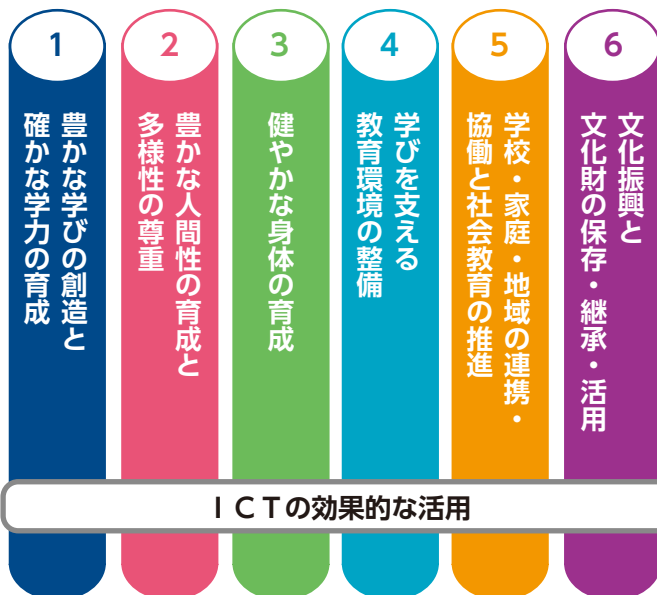 1
豊かな学びの創造と
確かな学力の育成
2
豊かな人間性の育成と
多様性の尊重
3
健やかな身体の育成
4
学びを支える
教育環境の整備
5
学校・家庭・地域の連携・
協働と社会教育の推進
6
文化振興と
文化財の保存・継承・活用
ＩＣＴの効果的な活用